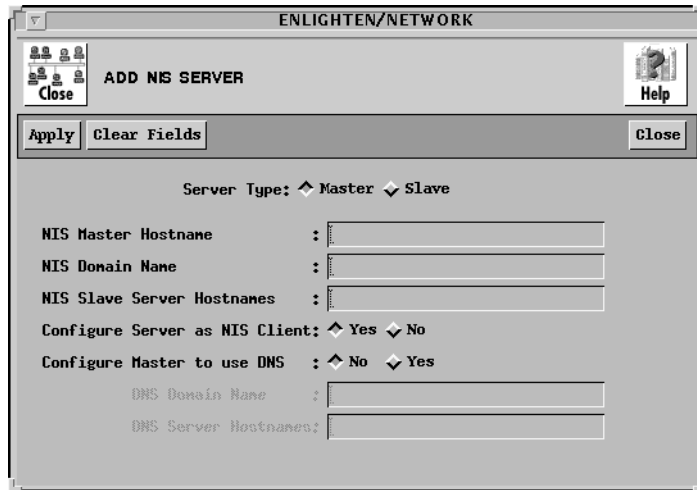 ENLIGHTEN/NETWORK
Close
ADD NIS SERVER
Help
Apply Clear Fields Close
Server Type: Master Slave
NIS Master Hostname :
NIS Domain Name :
NIS Slave Server Hostnames :
Configure Server as NIS Client: Yes No
Configure Master to use DNS : No Yes
DNS Domain Name :
DNS Server Hostnames: